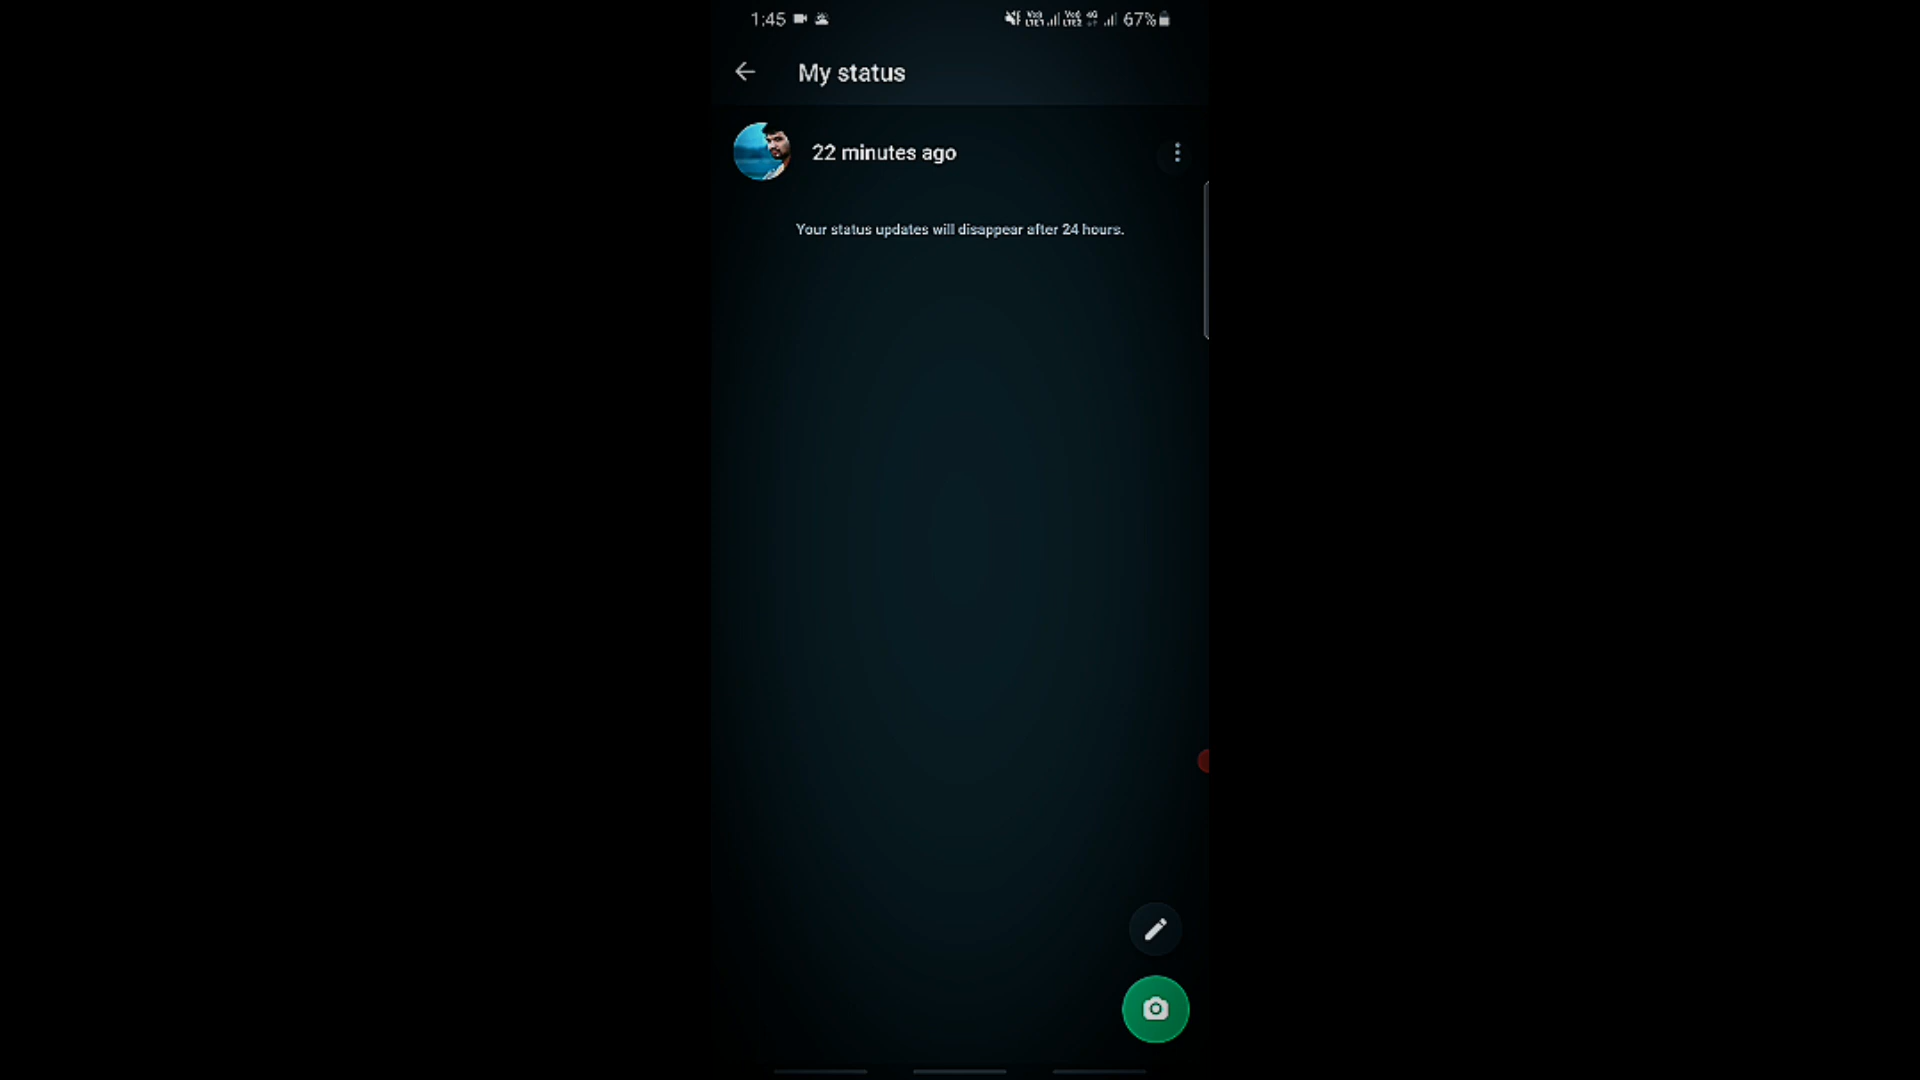 1:45
67%
My status
22 minutes ago
Your status updates will disappear after 24 hours.